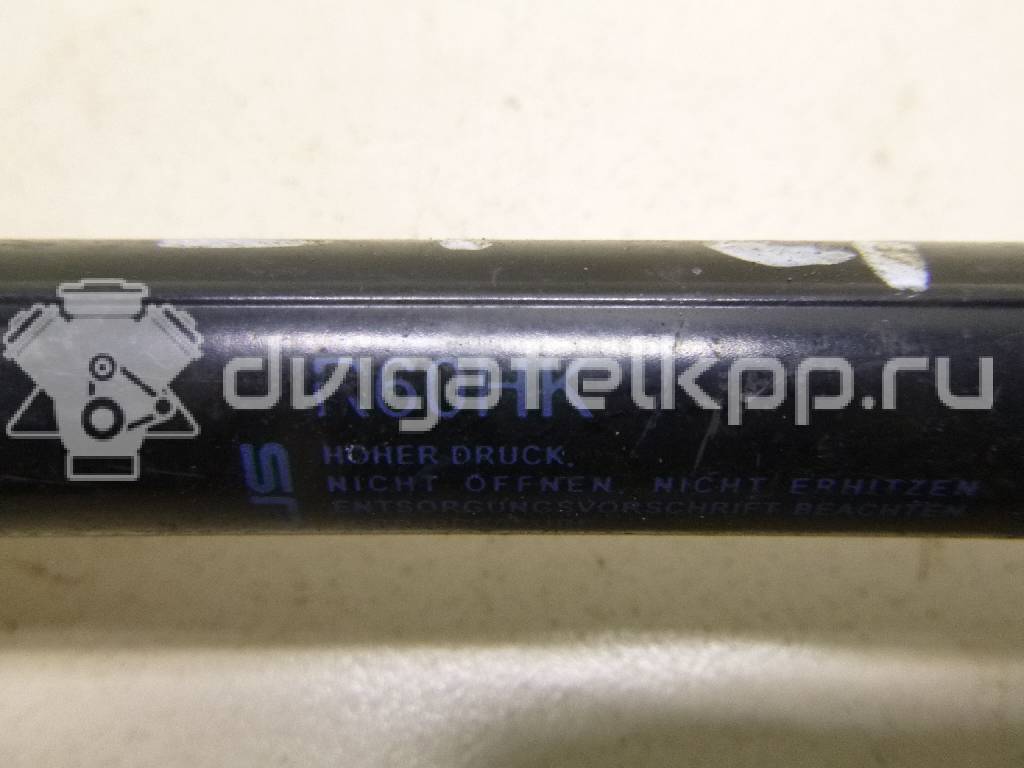 dvigatelkpp.ru
HOHER DRUCK.
NICHT ÖFFNEN. NICHT ERHITZEN
ENTSORGUNGSVORSCHRIFT BEACHTEN